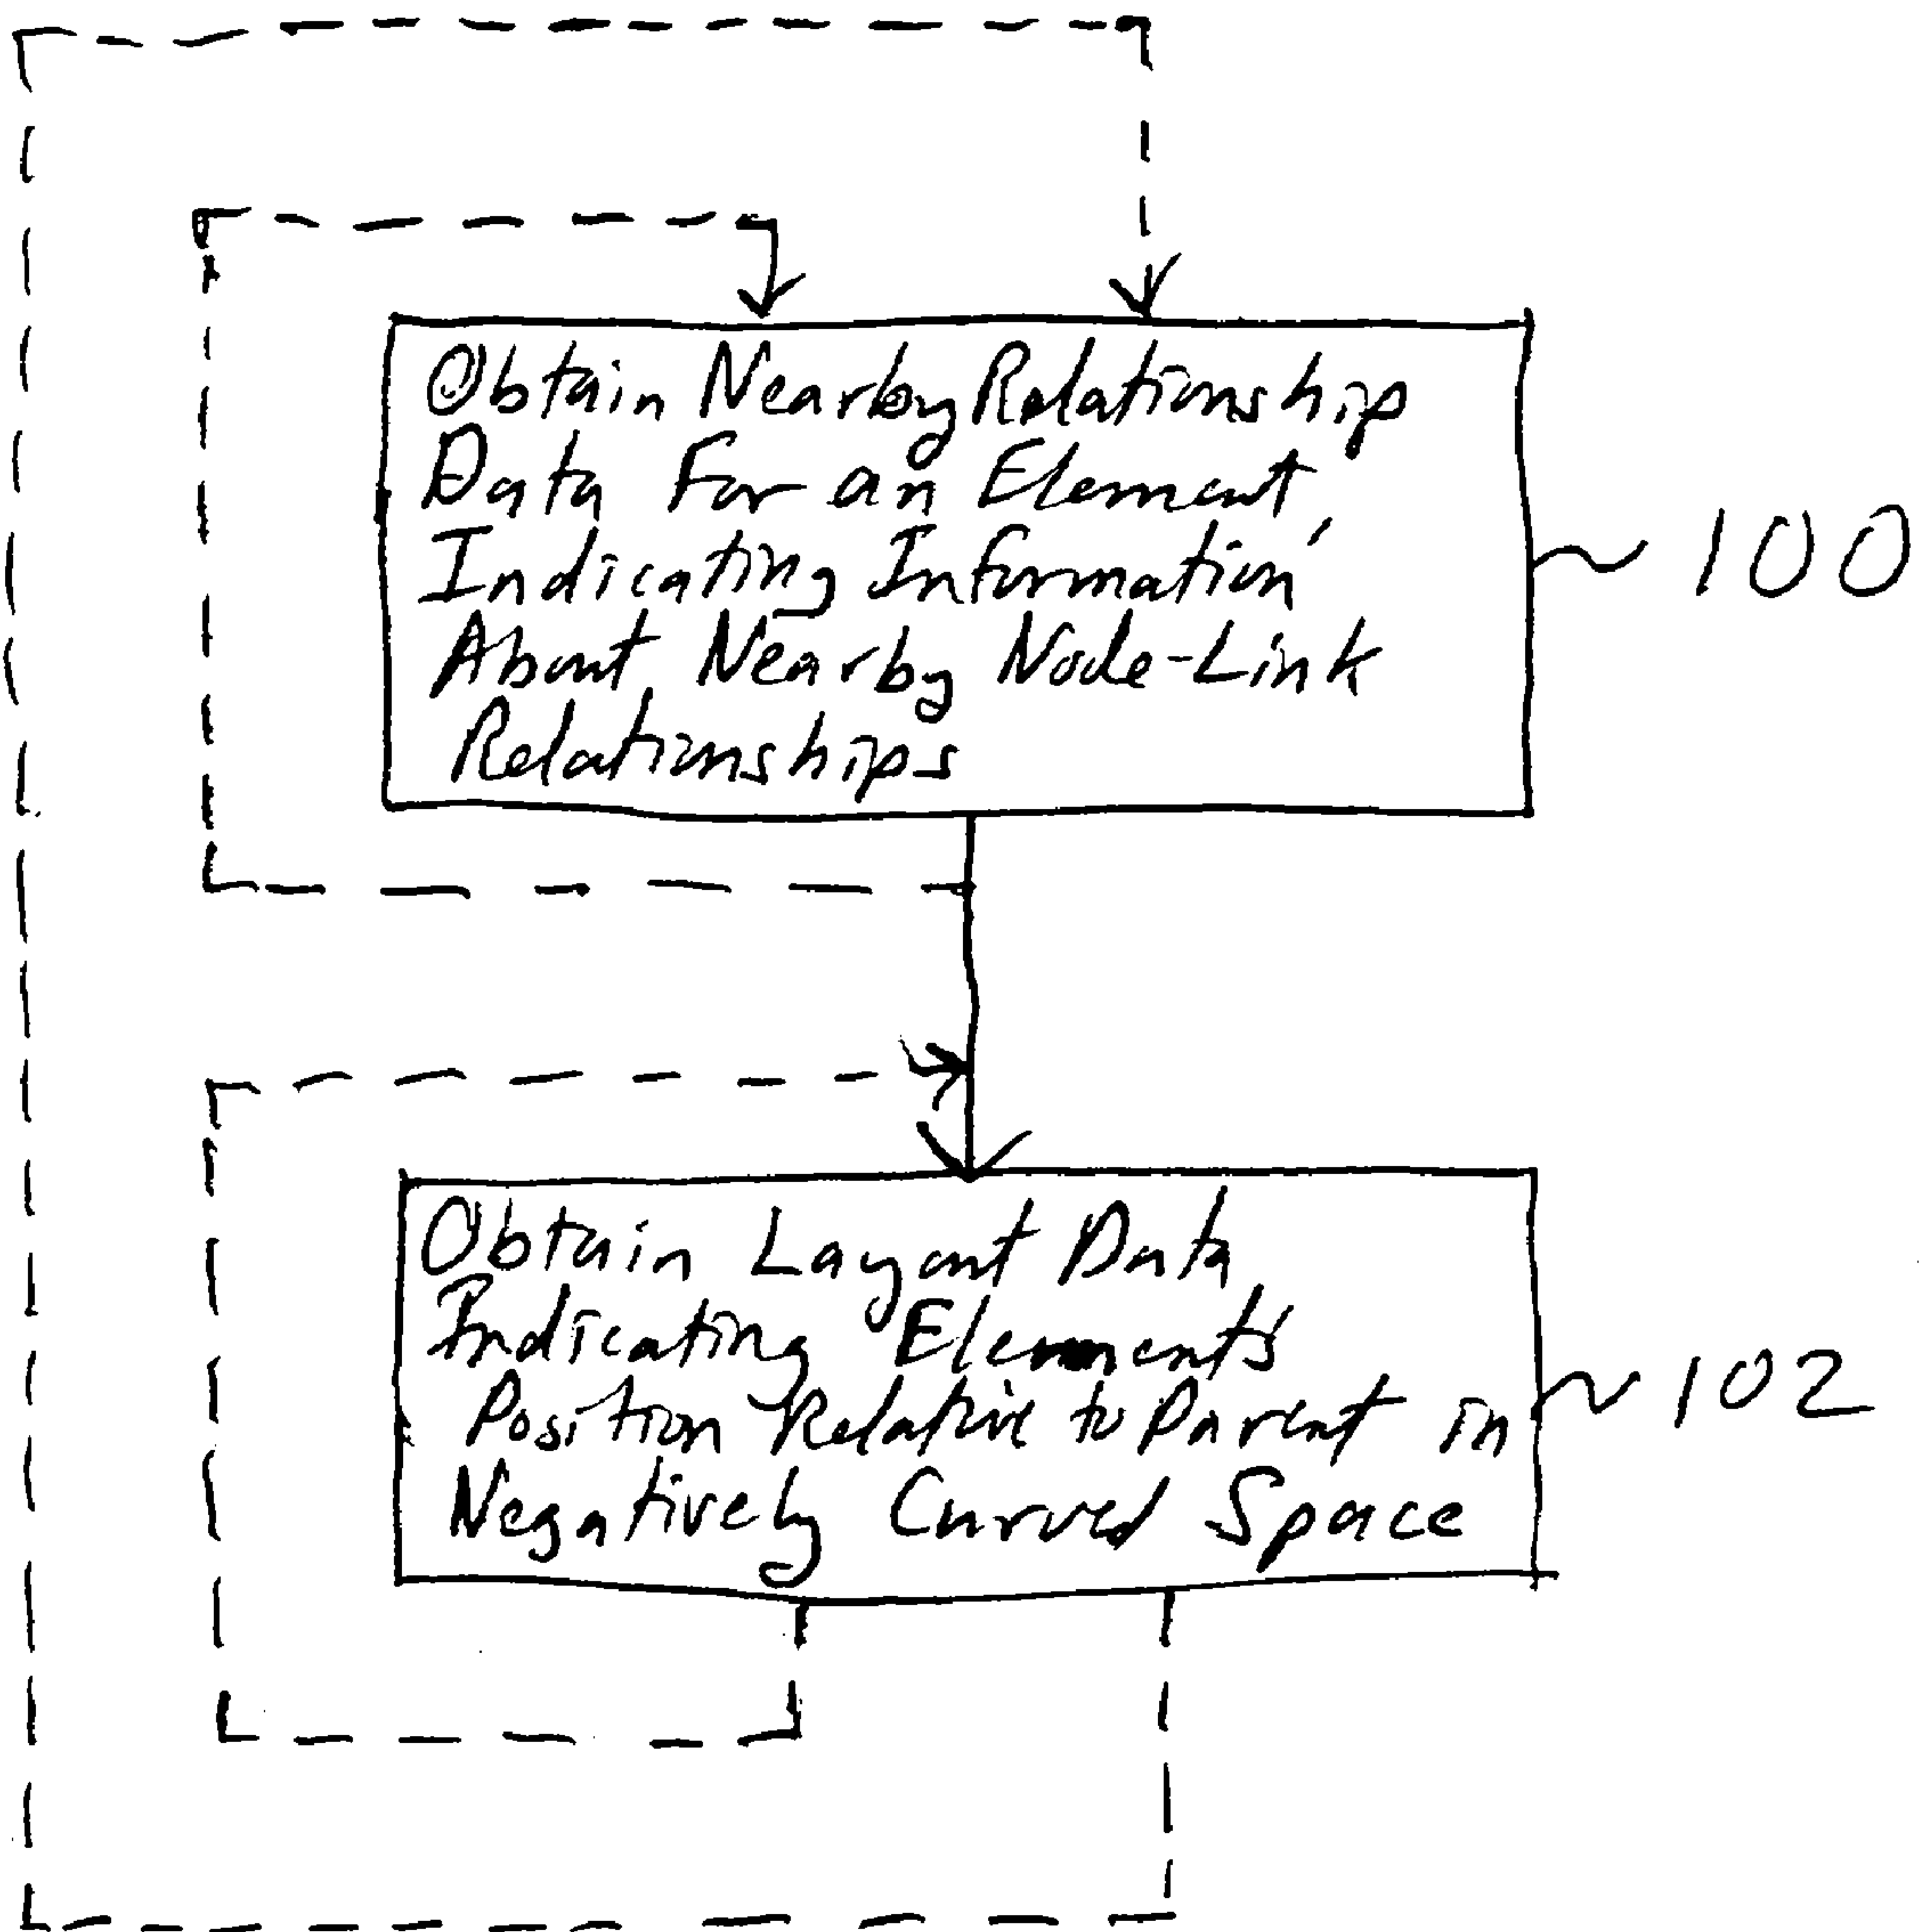 Obtain Nearby Relationship
Data For an Element,
Indicating Information
About Nearby Node-Link
Relationships
100
Obtain Layout Data
Indicating Element's
Position Relative to Parent in
Negatively Curved Space
102